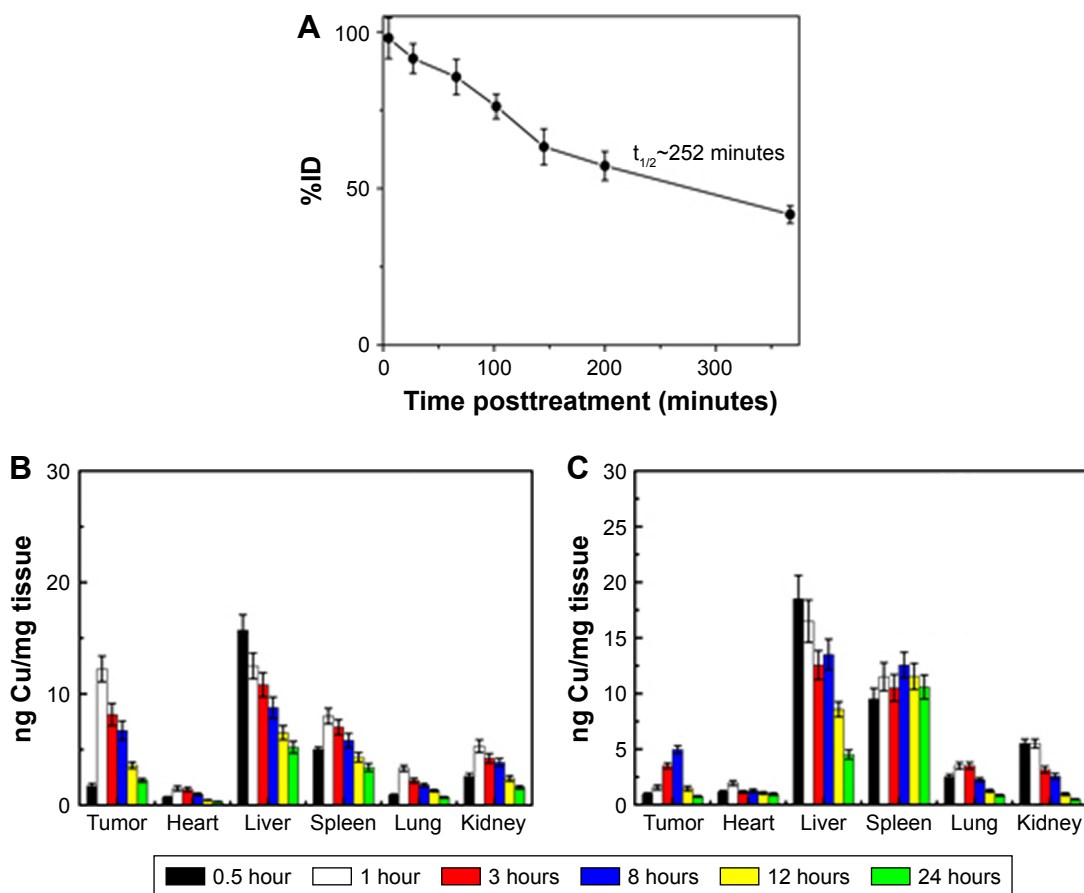 A
100
50
0
%ID
t1/2~252 minutes
0 100 200 300
Time posttreatment (minutes)
B
30
20
10
0
ng Cu/mg tissue
Tumor Heart Liver Spleen Lung Kidney
C
30
25
20
15
10
5
0
ng Cu/mg tissue
Tumor Heart Liver Spleen Lung Kidney
0.5 hour 1 hour 3 hours 8 hours 12 hours 24 hours